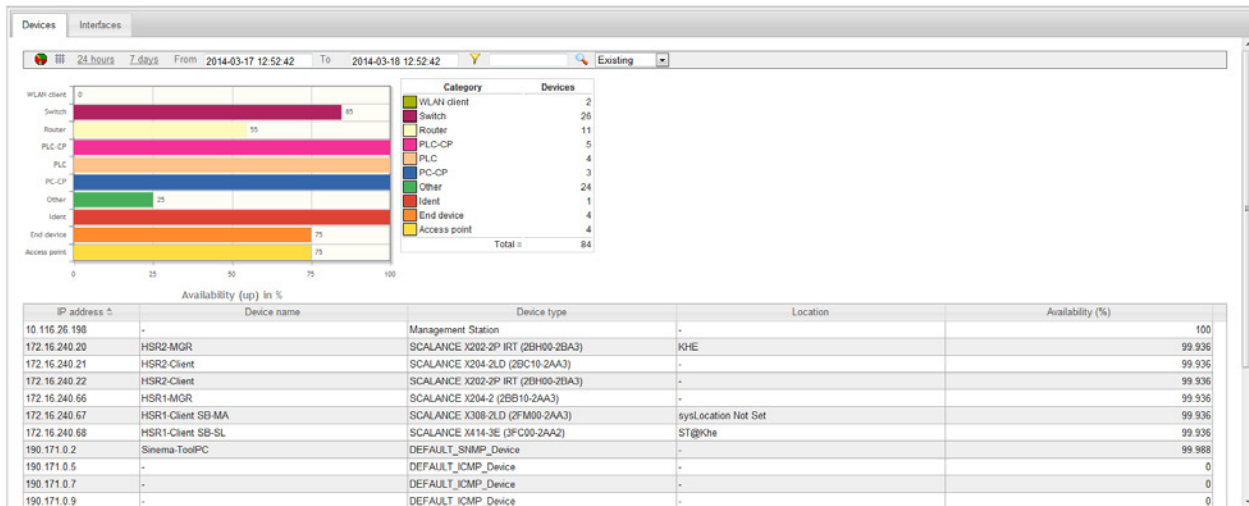 Devices Interfaces
24 hours 7 days From 2014-03-17 12:52:42 To 2014-03-18 12:52:42 Existing
WLAN client 0
Switch 85
Router 55
PLC-CP
PLC
PC-CP
Other 25
Ident
End device 75
Access point 75
0 25 50 75 100
Availability (up) in %
Category Devices
WLAN client 2
Switch 26
Router 11
PLC-CP 5
PLC 4
PC-CP 3
Other 24
Ident 1
End device 4
Access point 4
Total = 84
IP address Device name Device type Location Availability (%)
10.116.26.198 - Management Station - 100
172.16.240.20 HSR2-MGR SCALANCE X202-2P IRT (2BH00-2BA3) KHE 99.936
172.16.240.21 HSR2-Client SCALANCE X204-2LD (2BC10-2AA3) - 99.936
172.16.240.22 HSR2-Client SCALANCE X202-2P IRT (2BH00-2BA3) - 99.936
172.16.240.66 HSR1-MGR SCALANCE X204-2 (2BB10-2AA3) - 99.936
172.16.240.67 HSR1-Client SB-MA SCALANCE X308-2LD (2FM00-2AA3) sysLocation Not Set 99.936
172.16.240.68 HSR1-Client SB-SL SCALANCE X414-3E (3FC00-2AA2) ST@Khe 99.936
190.171.0.2 Sinema-ToolPC DEFAULT_SNMP_Device - 99.988
190.171.0.5 - DEFAULT_ICMP_Device - 0
190.171.0.7 - DEFAULT_ICMP_Device - 0
190.171.0.9 - DEFAULT_ICMP_Device - 0